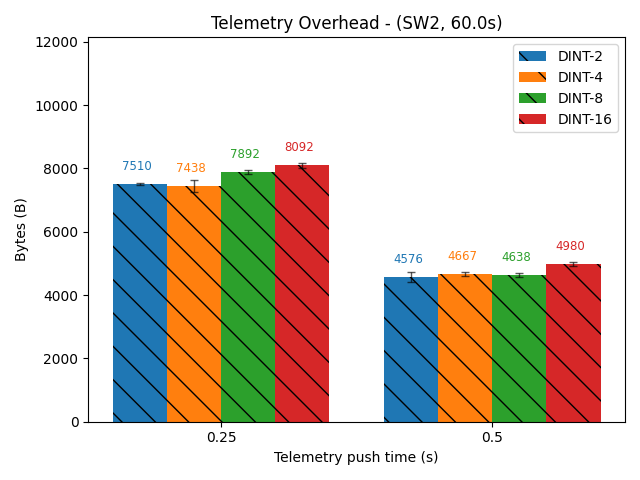 Telemetry Overhead - (SW2, 60.0s)
12000
10000
8000
6000
4000
2000
0
Bytes (B)
DINT-2
DINT-4
DINT-8
DINT-16
7510
7438
7892
8092
4576
4667
4638
4980
0.25
0.5
Telemetry push time (s)